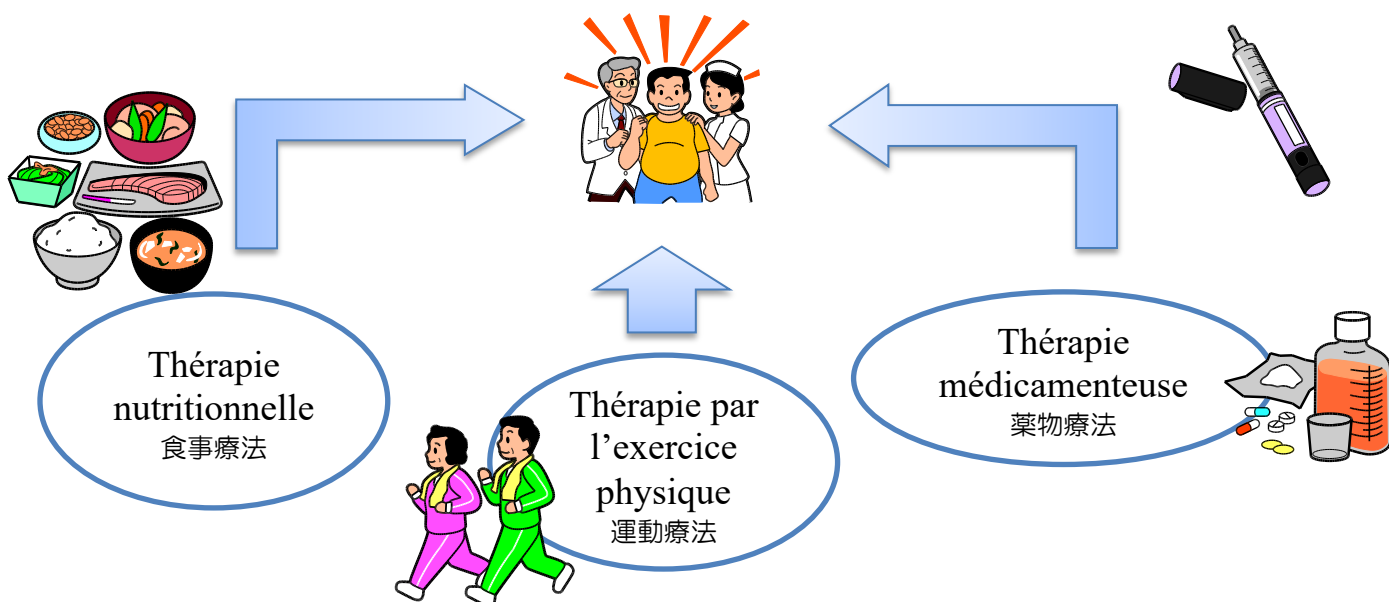 Thérapie
nutritionnelle
食事療法
Thérapie par
l’exercice
physique
運動療法
Thérapie
médicamenteuse
薬物療法